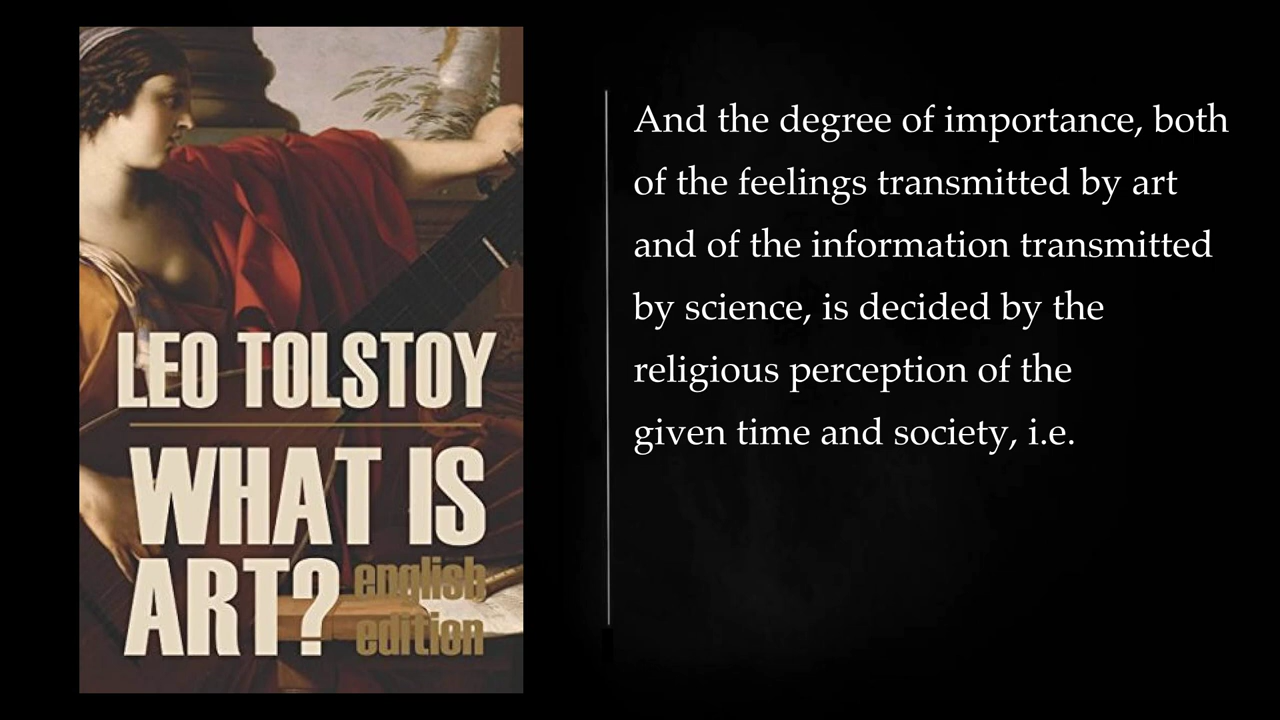 LEO TOLSTOY
WHAT IS
ART?
english
edition
And the degree of importance, both
of the feelings transmitted by art
and of the information transmitted
by science, is decided by the
religious perception of the
given time and society, i.e.